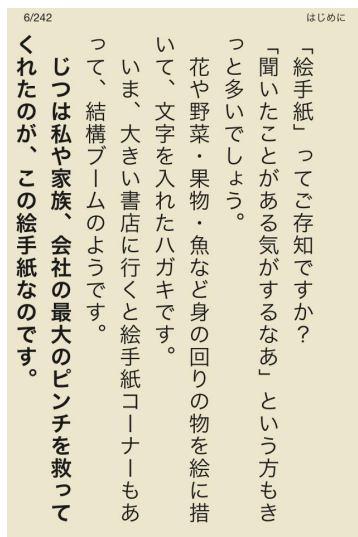 6/242
はじめに
「絵手紙」ってご存知ですか？
「聞いたことがある気がするなあ」という方もき
っと多いでしょう。
花や野菜・果物・魚など身の回りの物を絵に措
いて、文字を入れたハガキです。
いま、大きい書店に行くと絵手紙コーナーもあ
って、結構ブームのようです。
じつは私や家族、会社の最大のピンチを救って
くれたのが、この絵手紙なのです。